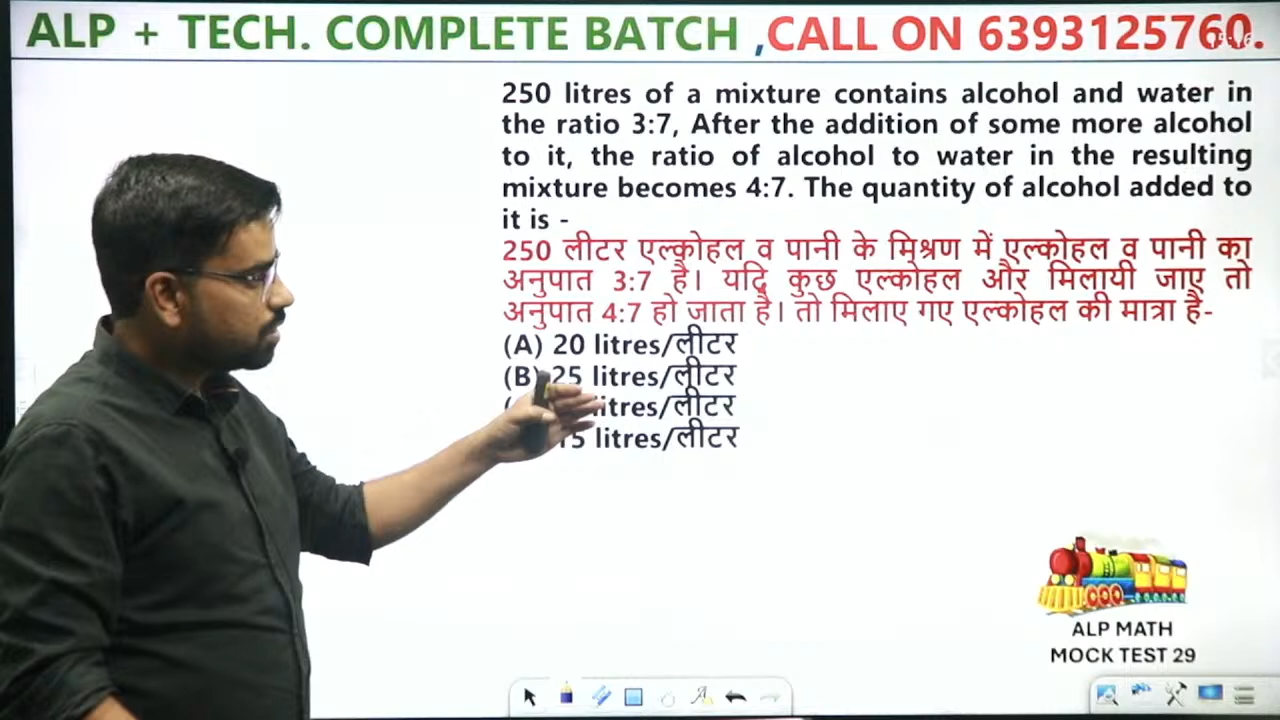 ALP + TECH. COMPLETE BATCH ,CALL ON 6393125760.
250 litres of a mixture contains alcohol and water in
the ratio 3:7, After the addition of some more alcohol
to it, the ratio of alcohol to water in the resulting
mixture becomes 4:7. The quantity of alcohol added to
it is -
250 लीटर एल्कोहल व पानी के मिश्रण में एल्कोहल व पानी का
अनुपात 3:7 है। यदि कुछ एल्कोहल और मिलायी जाए तो
अनुपात 4:7 हो जाता है। तो मिलाए गए एल्कोहल की मात्रा है-
(A) 20 litres/लीटर
(B) 25 litres/लीटर
litres/लीटर
15 litres/लीटर
ALP MATH
MOCK TEST 29